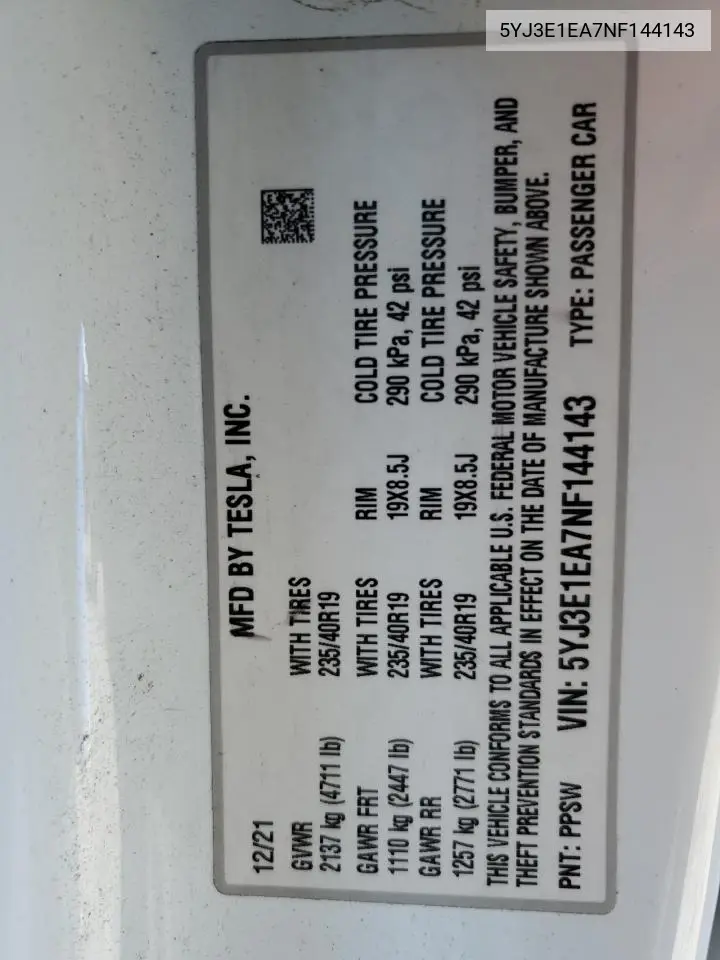 5YJ3E1EA7NF144143
MFD BY TESLA, INC.
12/21
GVWR WITH TIRES
2137 kg (4711 lb) 235/40R19
GAWR FRT WITH TIRES RIM COLD TIRE PRESSURE
1110 kg (2447 lb) 235/40R19 19X8.5J 290 kPa, 42 psi
GAWR RR WITH TIRES RIM COLD TIRE PRESSURE
1257 kg (2771 lb) 235/40R19 19X8.5J 290 kPa, 42 psi
THIS VEHICLE CONFORMS TO ALL APPLICABLE U.S. FEDERAL MOTOR VEHICLE SAFETY, BUMPER, AND
THEFT PREVENTION STANDARDS IN EFFECT ON THE DATE OF MANUFACTURE SHOWN ABOVE.
PNT: PPSW VIN: 5YJ3E1EA7NF144143 TYPE: PASSENGER CAR